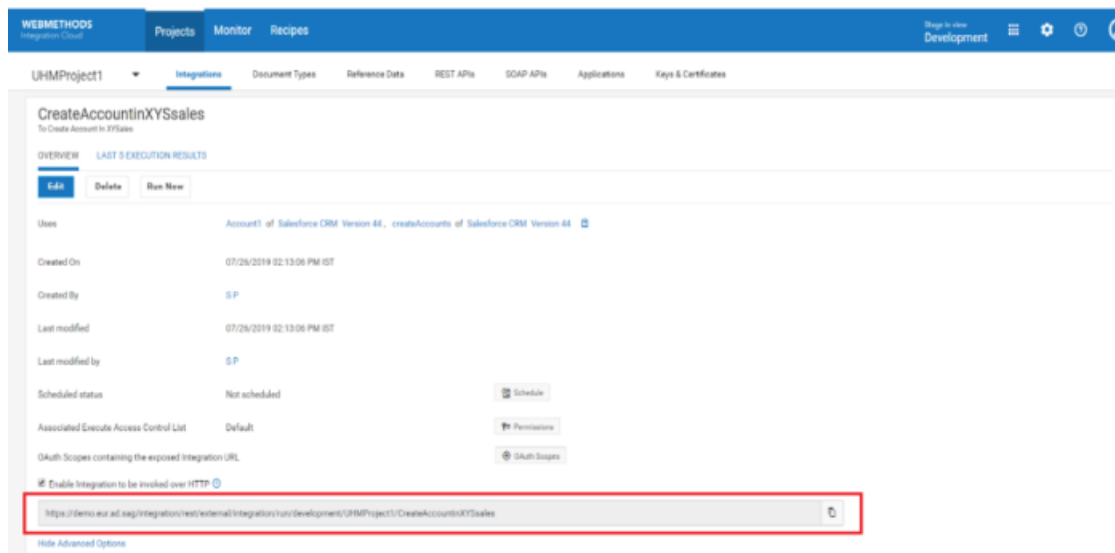 WEBMETHODS
Integration Cloud
Projects Monitor Recipes
Stage in view
Development
UHMProject1 Integrations Document Types Reference Data REST APIs SOAP APIs Applications Keys & Certificates
CreateAccountinXYSsales
To Create Account In XYSales
OVERVIEW LAST 5 EXECUTION RESULTS
Edit Delete Run Now
Uses Account1 of Salesforce CRM Version 44 , createAccounts of Salesforce CRM Version 44
Created On 07/26/2019 02:13:06 PM IST
Created By S P
Last modified 07/26/2019 02:13:06 PM IST
Last modified by S P
Scheduled status Not scheduled Schedule
Associated Execute Access Control List Default Permissions
OAuth Scopes containing the exposed Integration URL OAuth Scopes
Enable Integration to be invoked over HTTP
https://demo.eur.ad.sag/integration/rest/external/integration/run/development/UHMProject1/CreateAccountinXYSsales
Hide Advanced Options